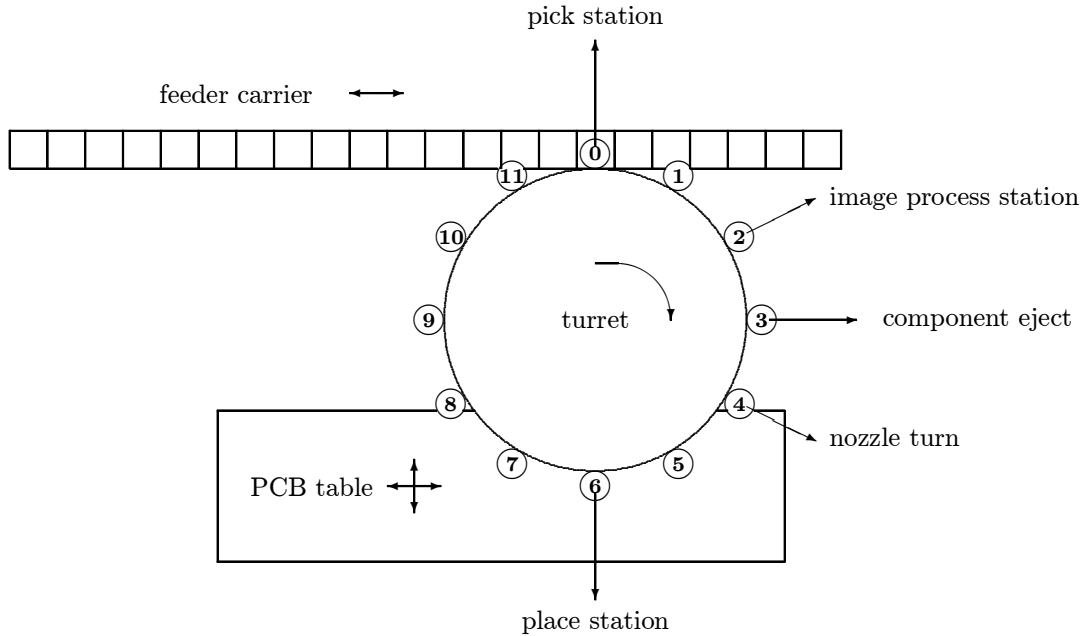 pick station
feeder carrier
0
11
1
image process station
10
2
turret
9
3
component eject
8
4
nozzle turn
7
5
PCB table
6
place station